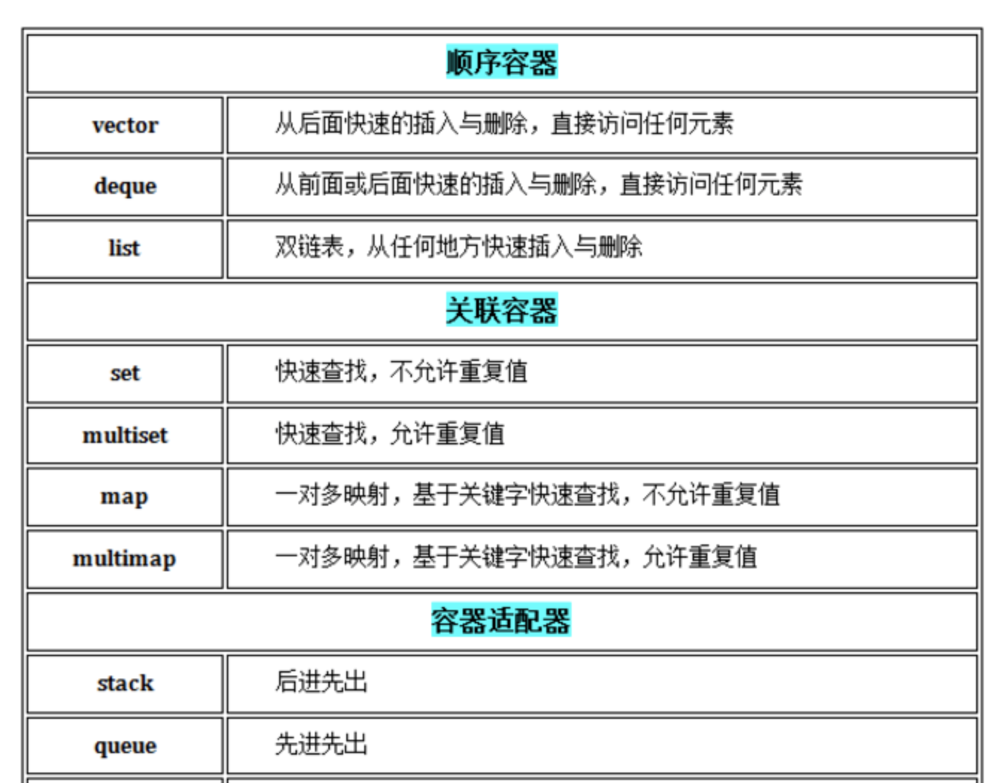 顺序容器
vector 从后面快速的插入与删除，直接访问任何元素
deque 从前面或后面快速的插入与删除，直接访问任何元素
list 双链表，从任何地方快速插入与删除
关联容器
set 快速查找，不允许重复值
multiset 快速查找，允许重复值
map 一对多映射，基于关键字快速查找，不允许重复值
multimap 一对多映射，基于关键字快速查找，允许重复值
容器适配器
stack 后进先出
queue 先进先出